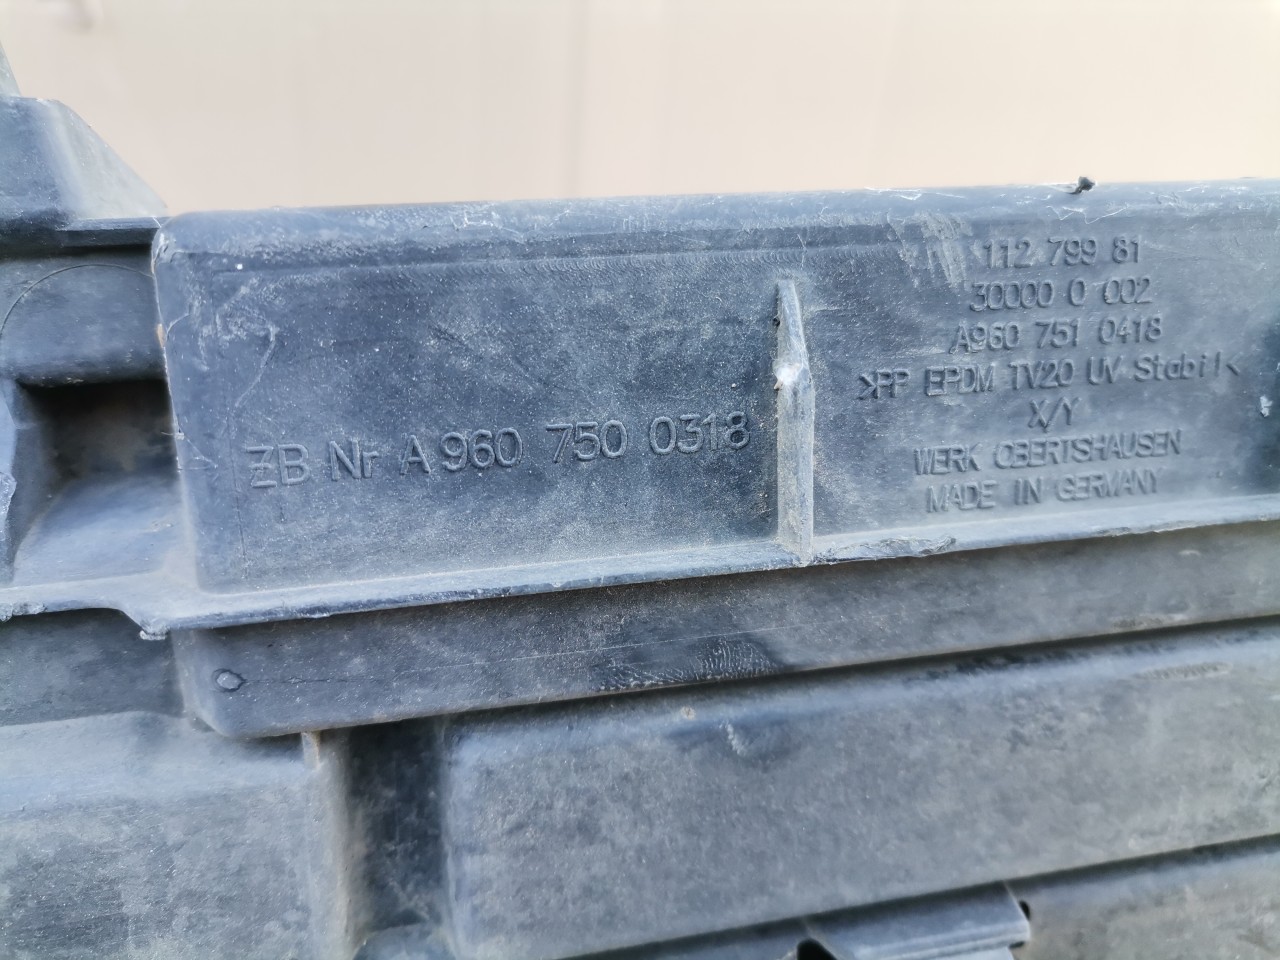 ZB Nr A 960 750 0318
112 799 81
30000 0 002
A960 751 0418
>PP EPDM TV20 UV Stabil<
X/Y
WERK OBERTSHAUSEN
MADE IN GERMANY